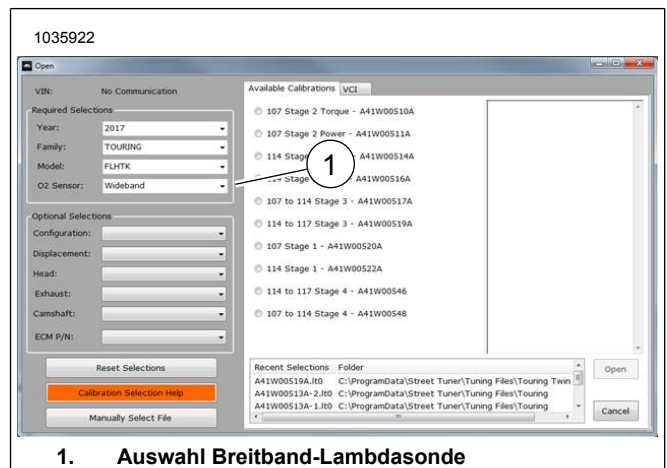 1035922
Open
VIN: No Communication
Required Selections
Year: 2017
Family: TOURING
Model: FLHTK
O2 Sensor: Wideband
Optional Selections
Configuration:
Displacement:
Head:
Exhaust:
Camshaft:
ECM P/N:
Reset Selections
Calibration Selection Help
Manually Select File
Available Calibrations VCI
107 Stage 2 Torque - A41W00510A
107 Stage 2 Power - A41W00511A
114 Stage A41W00514A
1
114 Stage A41W00516A
107 to 114 Stage 3 - A41W00517A
114 to 117 Stage 3 - A41W00519A
107 Stage 1 - A41W00520A
114 Stage 1 - A41W00522A
114 to 117 Stage 4 - A41W00546
107 to 114 Stage 4 - A41W00548
Recent Selections Folder
A41W00519A.lt0 C:\ProgramData\Street Tuner\Tuning Files\Touring Twin
A41W00513A-2.lt0 C:\ProgramData\Street Tuner\Tuning Files\Touring
A41W00513A-1.lt0 C:\ProgramData\Street Tuner\Tuning Files\Touring
Open
Cancel
1. Auswahl Breitband-Lambdasonde